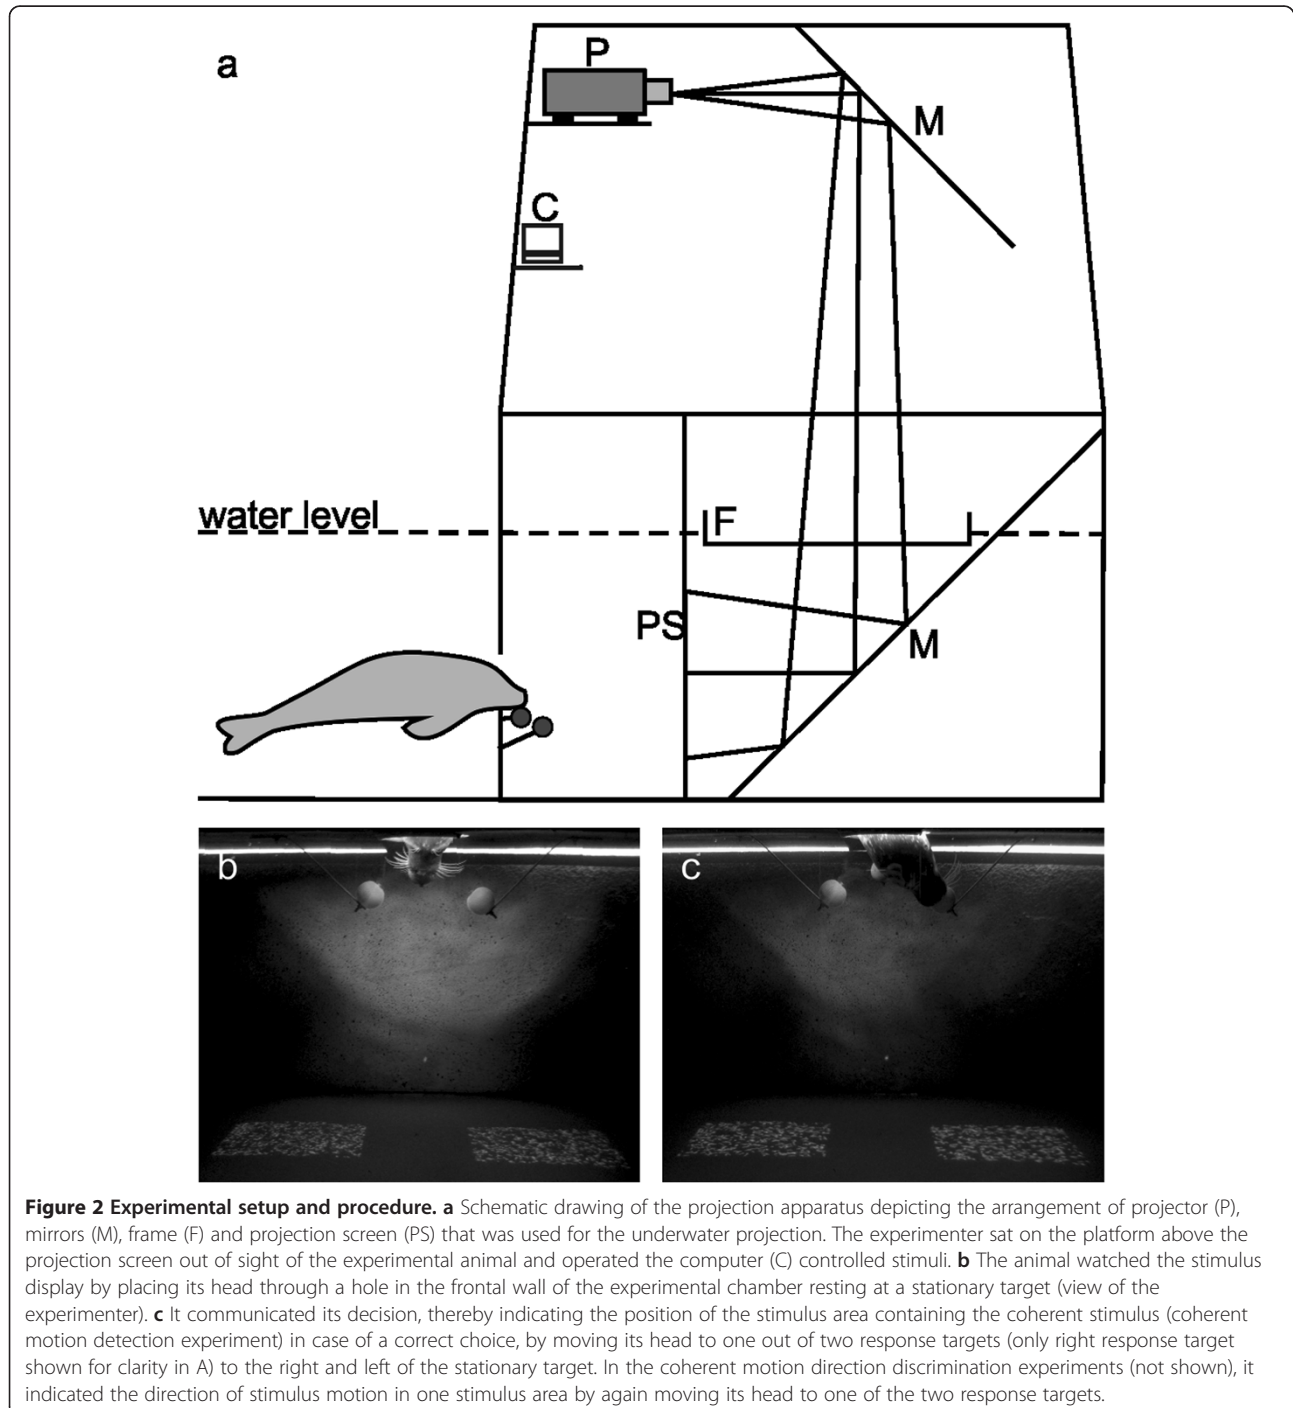 a
P
M
C
water level
F
PS
M
b
c
Figure 2 Experimental setup and procedure. a Schematic drawing of the projection apparatus depicting the arrangement of projector (P),
mirrors (M), frame (F) and projection screen (PS) that was used for the underwater projection. The experimenter sat on the platform above the
projection screen out of sight of the experimental animal and operated the computer (C) controlled stimuli. b The animal watched the stimulus
display by placing its head through a hole in the frontal wall of the experimental chamber resting at a stationary target (view of the
experimenter). c It communicated its decision, thereby indicating the position of the stimulus area containing the coherent stimulus (coherent
motion detection experiment) in case of a correct choice, by moving its head to one out of two response targets (only right response target
shown for clarity in A) to the right and left of the stationary target. In the coherent motion direction discrimination experiments (not shown), it
indicated the direction of stimulus motion in one stimulus area by again moving its head to one of the two response targets.